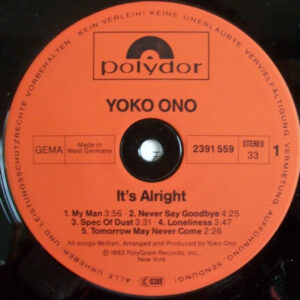 KEIN VERLEIH! KEINE UNERLAUBTE VERVIELFÄLTIGUNG, VERMIETUNG, AUFFÜHRUNG, SENDUNG!
ALLE URHEBER- UND LEISTUNGSSCHUTZRECHTE VORBEHALTEN
polydor
YOKO ONO
GEMA
Made in
West Germany
2391 559
STEREO
33
1
It's Alright
1. My Man 3:56 2. Never Say Goodbye 4:25
3. Spec Of Dust 3:31 4. Loneliness 3:47
5. Tomorrow May Never Come 2:26
All songs Written, Arranged and Produced by Yoko Ono
℗ 1982 PolyGram Records, Inc.,
New York